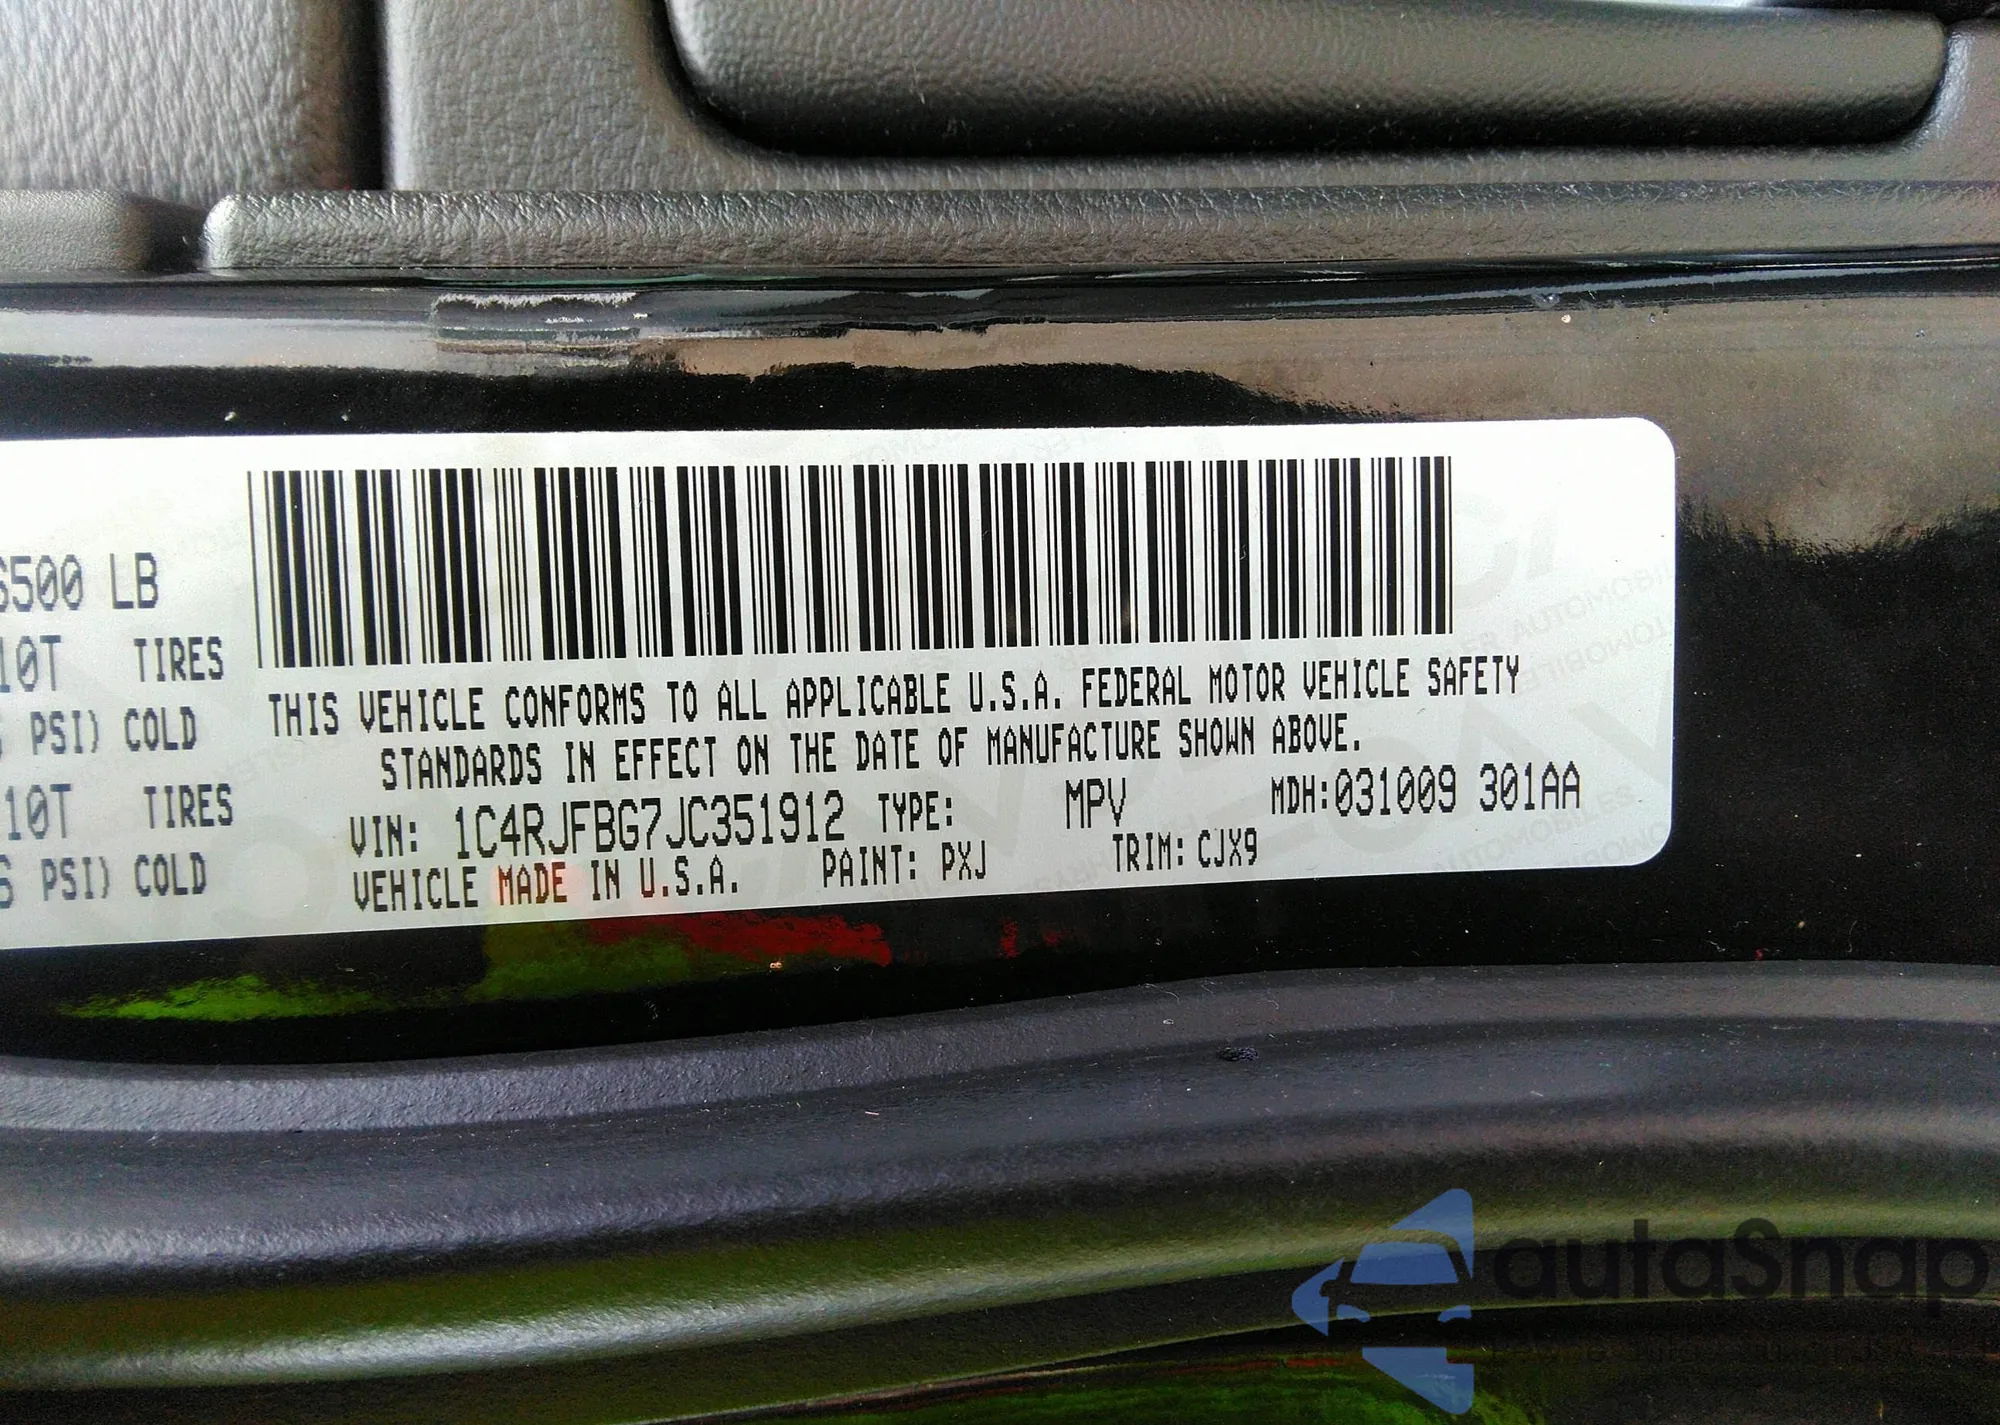 6500 LB
10T TIRES
PSI) COLD
10T TIRES
PSI) COLD
THIS VEHICLE CONFORMS TO ALL APPLICABLE U.S.A. FEDERAL MOTOR VEHICLE SAFETY
STANDARDS IN EFFECT ON THE DATE OF MANUFACTURE SHOWN ABOVE.
VIN: 1C4RJFBG7JC351912 TYPE: MPV MDH:031009 301AA
VEHICLE MADE IN U.S.A. PAINT: PXJ TRIM: CJX9
autaSnap